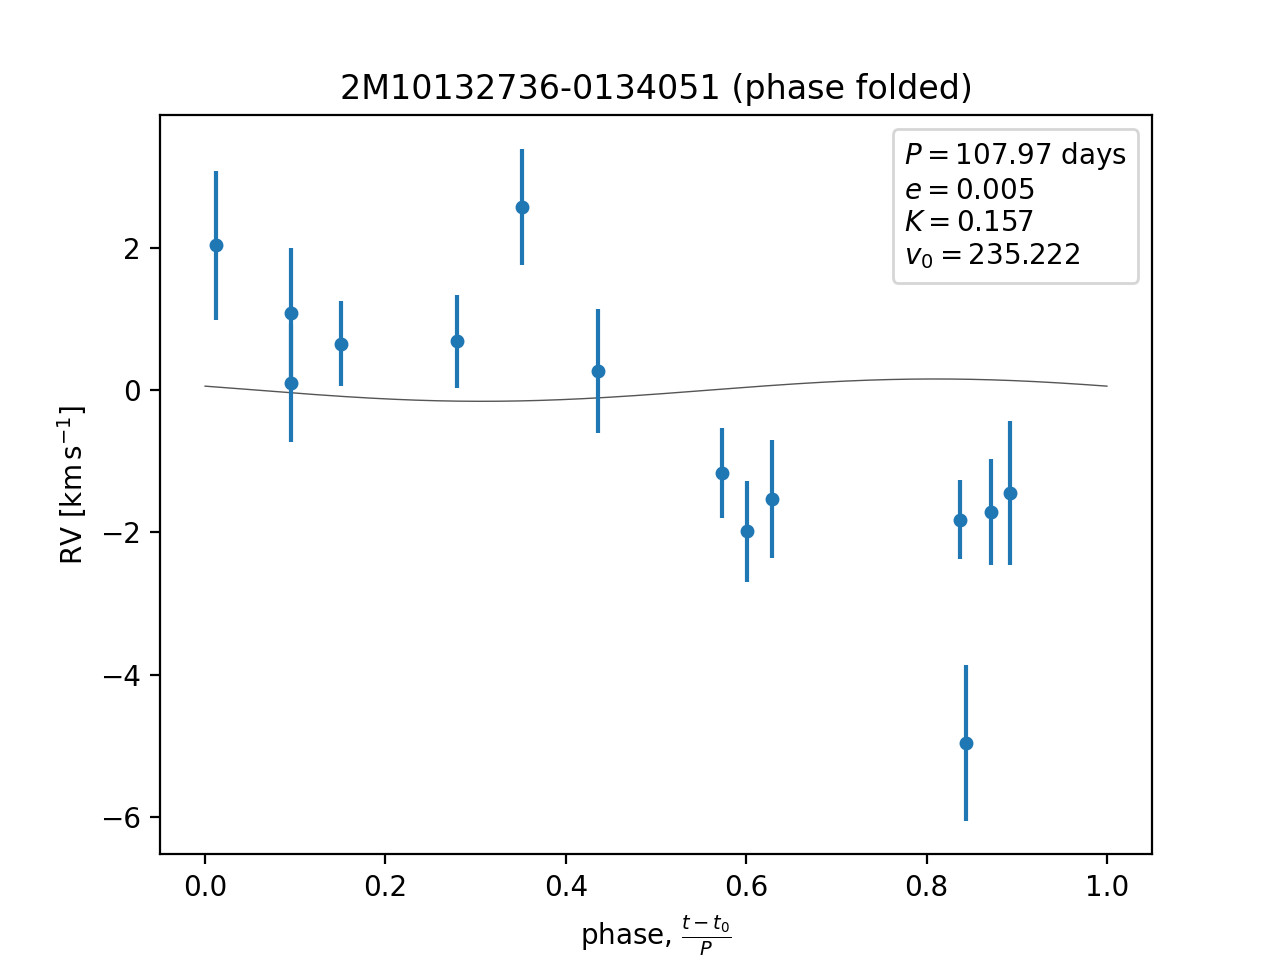 2M10132736-0134051 (phase folded)
P = 107.97 days
e = 0.005
K = 0.157
v₀ = 235.222
RV [km s⁻¹]
2
0
−2
−4
−6
0.0 0.2 0.4 0.6 0.8 1.0
phase, (t − t₀)/P